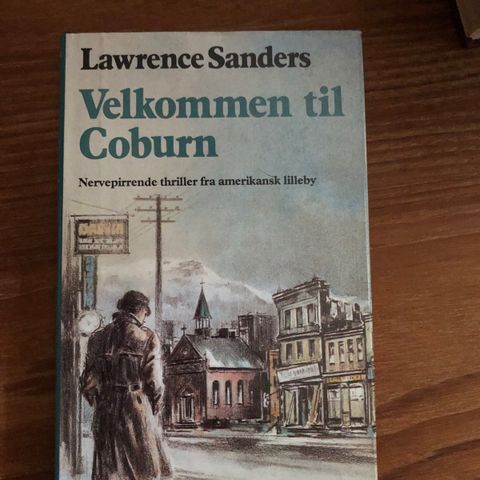 Lawrence Sanders
Velkommen til
Coburn
Nervepirrende thriller fra amerikansk lilleby